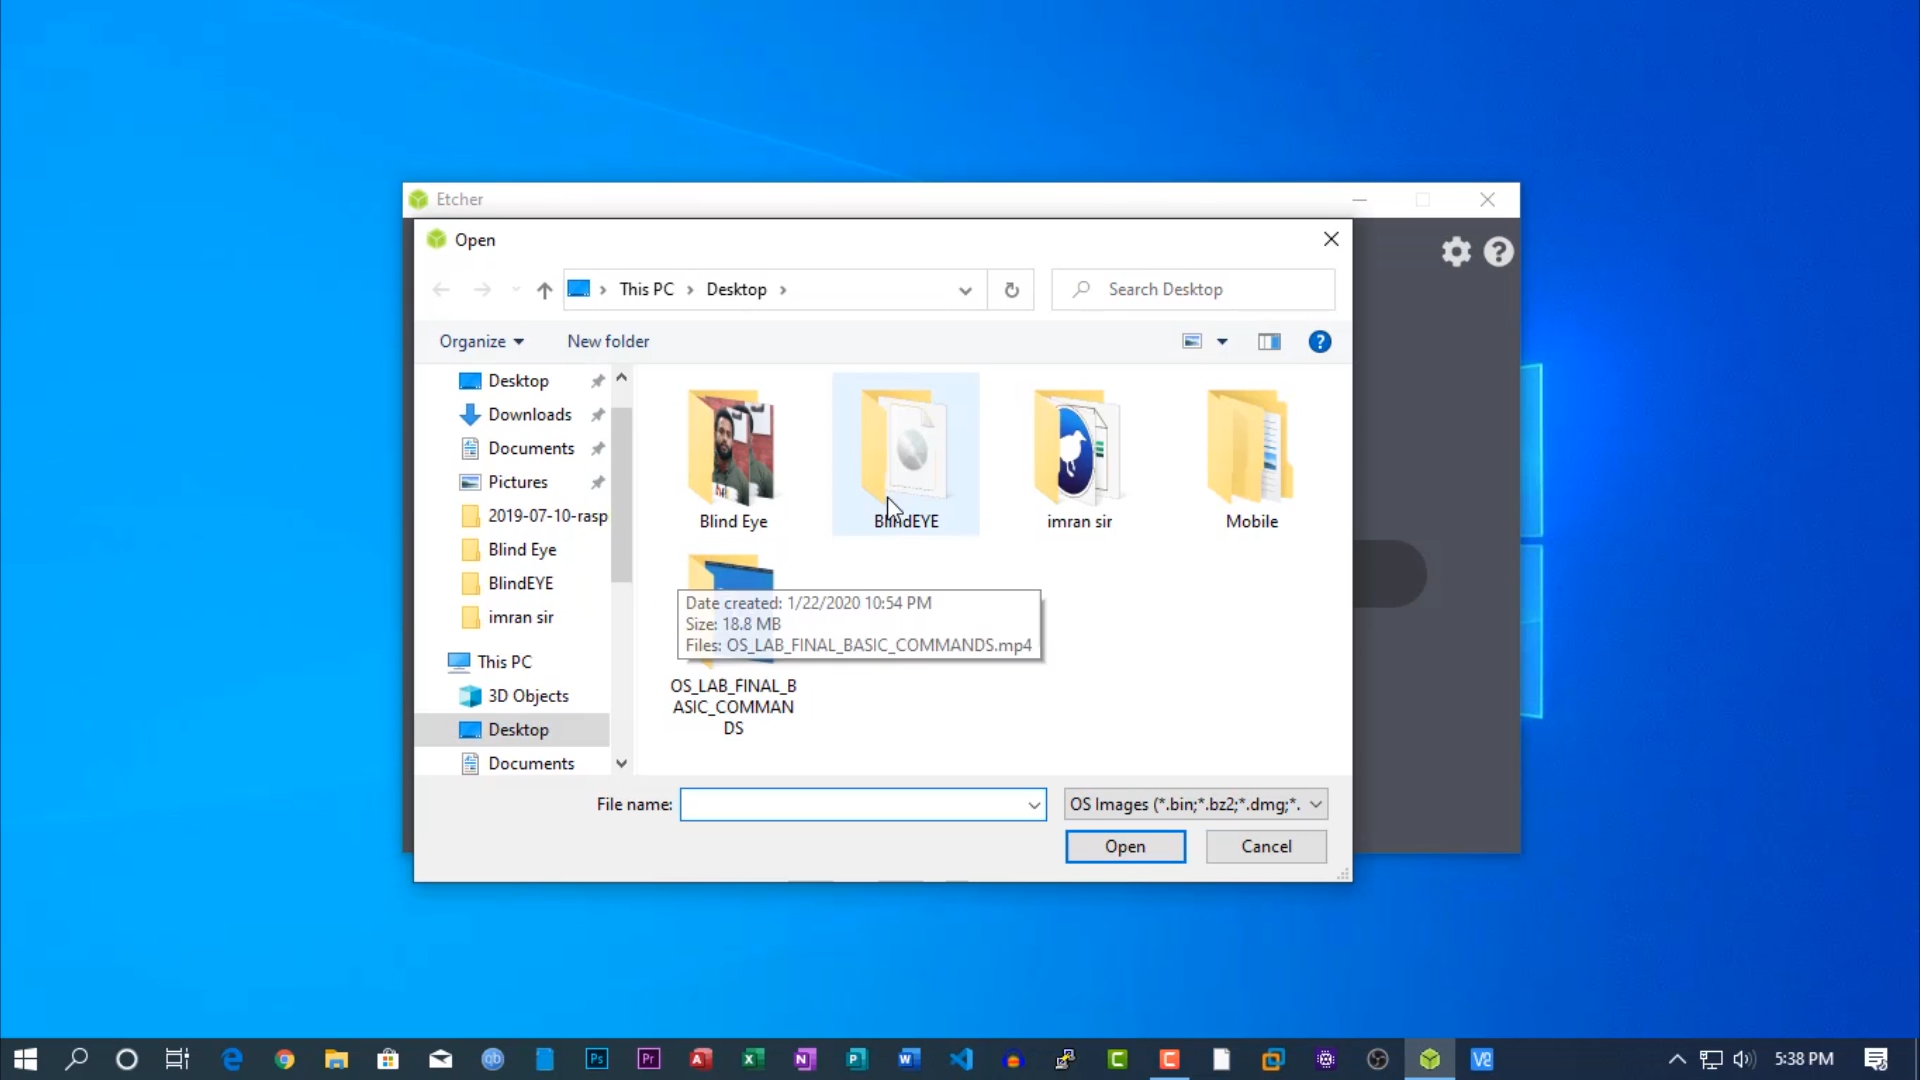 Etcher
Open
This PC
Desktop
Search Desktop
Organize
New folder
Desktop
Downloads
Documents
Pictures
2019-07-10-rasp
Blind Eye
BlindEYE
imran sir
This PC
3D Objects
Desktop
Documents
Blind Eye
BlindEYE
imran sir
Mobile
Date created: 1/22/2020 10:54 PM
Size: 18.8 MB
Files: OS_LAB_FINAL_BASIC_COMMANDS.mp4
OS_LAB_FINAL_B
ASIC_COMMAN
DS
File name:
OS Images (*.bin;*.bz2;*.dmg;*.
Open
Cancel
Ps
Pr
5:38 PM